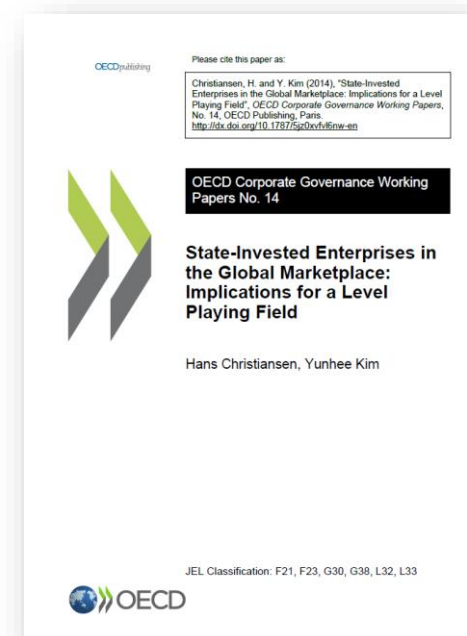 OECDpublishing
Please cite this paper as:
Christiansen, H. and Y. Kim (2014), "State-Invested
Enterprises in the Global Marketplace: Implications for a Level
Playing Field", OECD Corporate Governance Working Papers,
No. 14, OECD Publishing, Paris.
http://dx.doi.org/10.1787/5jz0xvfvl6nw-en
OECD Corporate Governance Working
Papers No. 14
State-Invested Enterprises in
the Global Marketplace:
Implications for a Level
Playing Field
Hans Christiansen, Yunhee Kim
JEL Classification: F21, F23, G30, G38, L32, L33
OECD